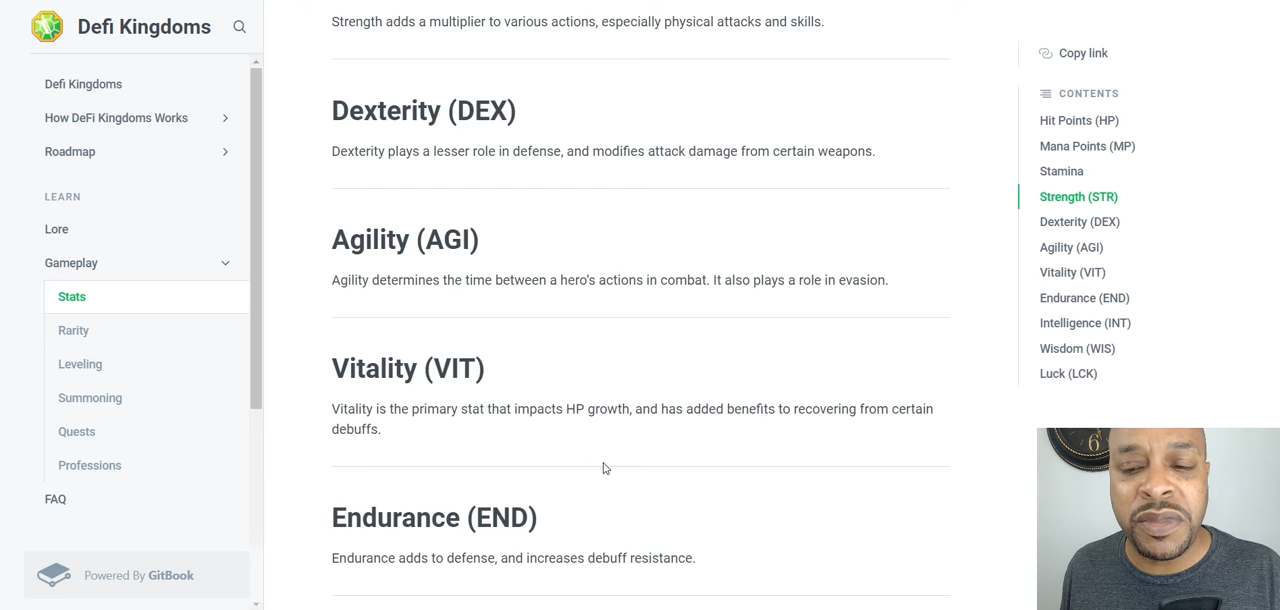 Defi Kingdoms
Defi Kingdoms
How DeFi Kingdoms Works
Roadmap
LEARN
Lore
Gameplay
Stats
Rarity
Leveling
Summoning
Quests
Professions
FAQ
Powered By GitBook
Strength adds a multiplier to various actions, especially physical attacks and skills.
Dexterity (DEX)
Dexterity plays a lesser role in defense, and modifies attack damage from certain weapons.
Agility (AGI)
Agility determines the time between a hero's actions in combat. It also plays a role in evasion.
Vitality (VIT)
Vitality is the primary stat that impacts HP growth, and has added benefits to recovering from certain
debuffs.
Endurance (END)
Endurance adds to defense, and increases debuff resistance.
Copy link
CONTENTS
Hit Points (HP)
Mana Points (MP)
Stamina
Strength (STR)
Dexterity (DEX)
Agility (AGI)
Vitality (VIT)
Endurance (END)
Intelligence (INT)
Wisdom (WIS)
Luck (LCK)
6